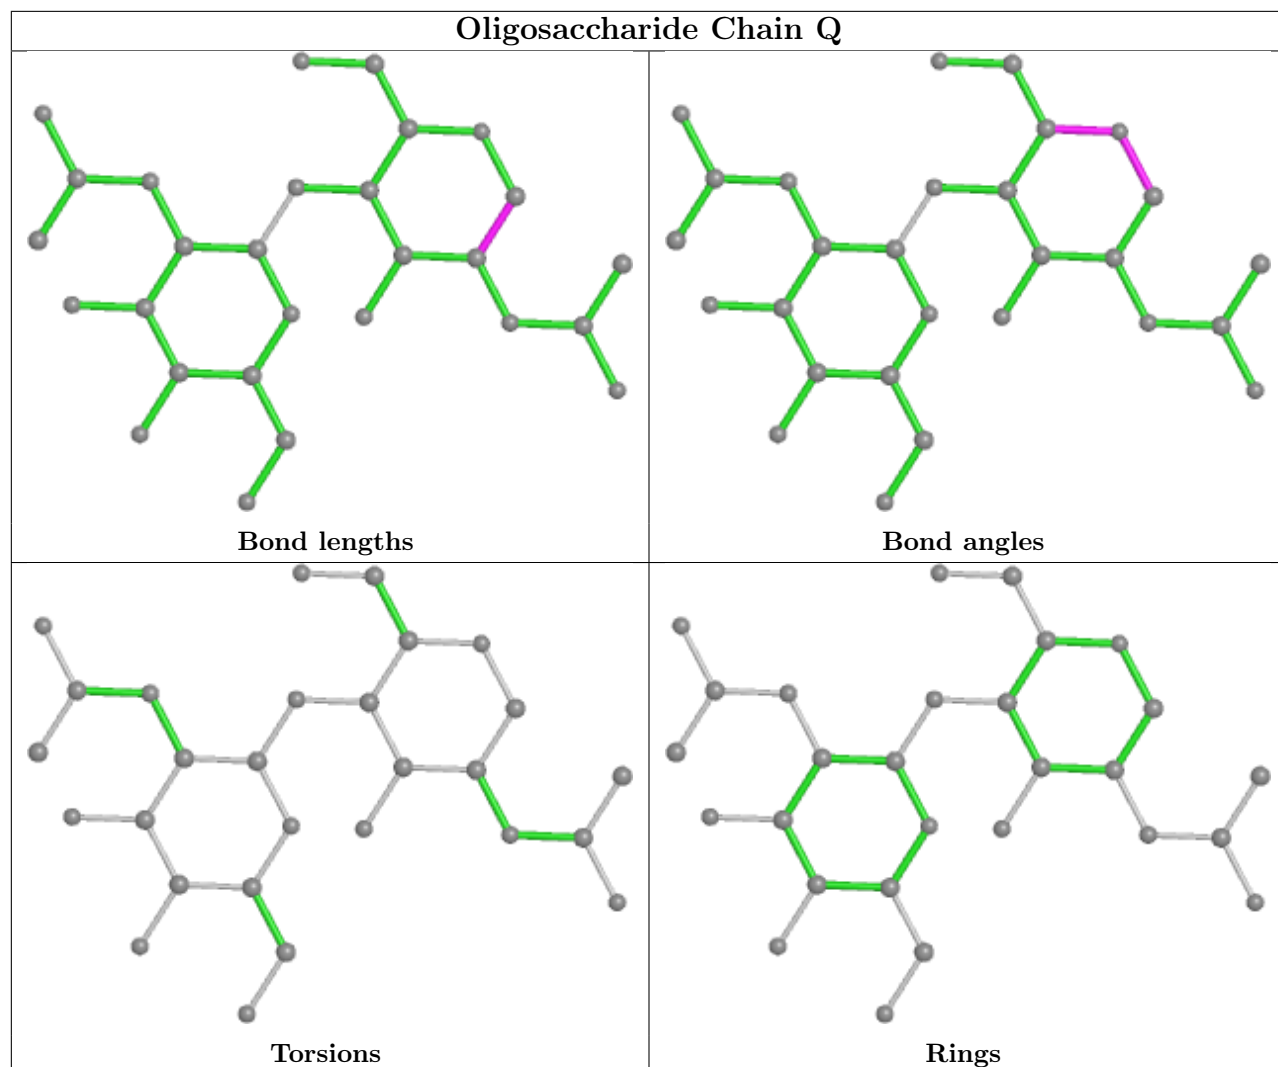 Oligosaccharide Chain Q
Bond lengths
Bond angles
Torsions
Rings